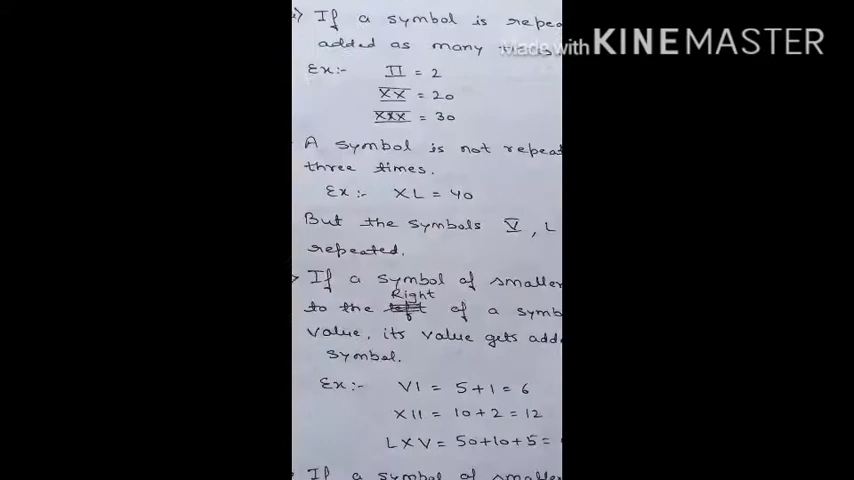 If a symbol is repea
added as many
Made with KINEMASTER
Ex:- II = 2
XX = 20
XXX = 30
A symbol is not repeat
three times.
Ex:- XL = 40
But the symbols V, L
repeated.
If a symbol of smaller
Right
to the left of a symb
value, its value gets add
symbol.
Ex:- VI = 5+1 = 6
XII = 10+2 = 12
LXV = 50+10+5 =
If a symbol of smaller